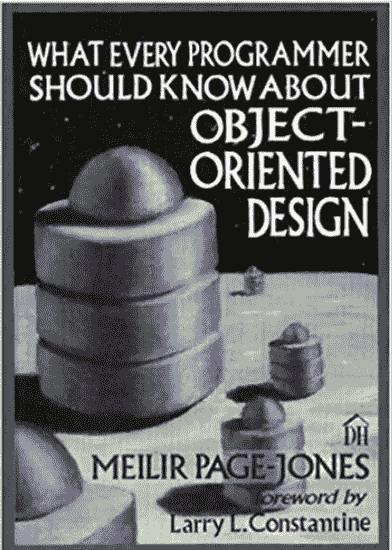 WHAT EVERY PROGRAMMER
SHOULD KNOW ABOUT
OBJECT-
ORIENTED
DESIGN
DH
MEILIR PAGE-JONES
foreword by
Larry L. Constantine